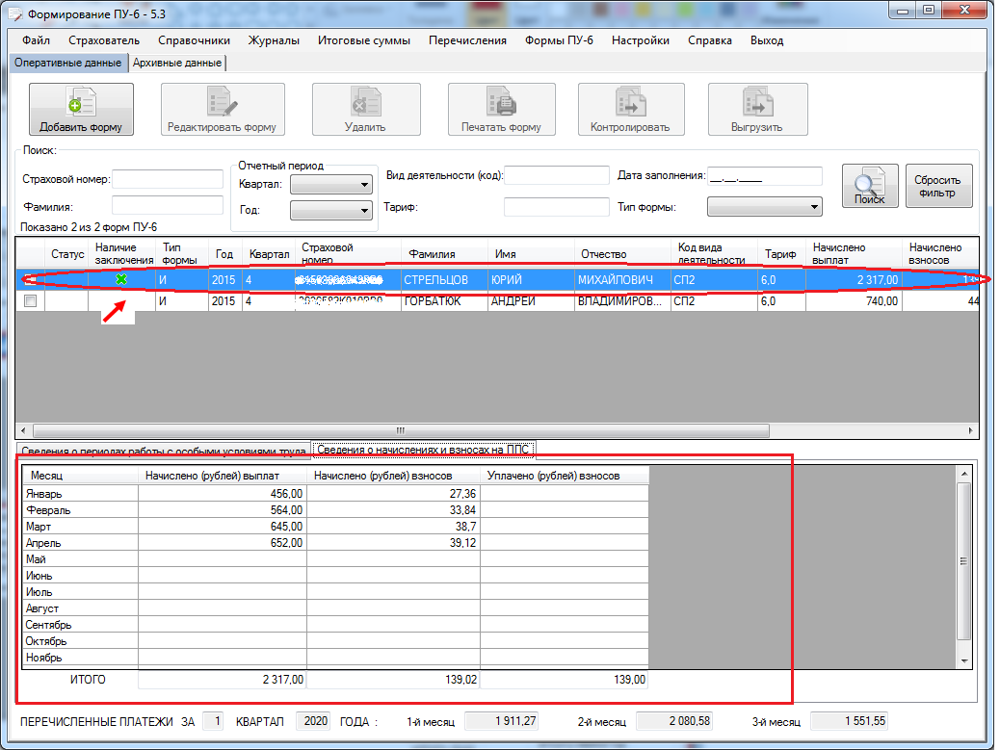 Формирование ПУ-6 - 5.3
Файл Страхователь Справочники Журналы Итоговые суммы Перечисления Формы ПУ-6 Настройки Справка Выход
Оперативные данные Архивные данные
Добавить форму Редактировать форму Удалить Печатать форму Контролировать Выгрузить
Поиск:
Страховой номер: Отчетный период Квартал: Вид деятельности (код): Дата заполнения: __.__.____ Поиск Сбросить фильтр
Фамилия: Год: Тариф: Тип формы:
Показано 2 из 2 форм ПУ-6
Статус Наличие заключения Тип формы Год Квартал Страховой номер Фамилия Имя Отчество Код вида деятельности Тариф Начислено выплат Начислено взносов
И 2015 4 СТРЕЛЬЦОВ ЮРИЙ МИХАЙЛОВИЧ СП2 6,0 2 317,00
И 2015 4 ГОРБАТЮК АНДРЕЙ ВЛАДИМИРОВ... СП2 6,0 740,00 44
Сведения о периодах работы с особыми условиями труда Сведения о начислениях и взносах на ППС
Месяц Начислено (рублей) выплат Начислено (рублей) взносов Уплачено (рублей) взносов
Январь 456,00 27,36
Февраль 564,00 33,84
Март 645,00 38,7
Апрель 652,00 39,12
Май
Июнь
Июль
Август
Сентябрь
Октябрь
Ноябрь
ИТОГО 2 317,00 139,02 139,00
ПЕРЕЧИСЛЕННЫЕ ПЛАТЕЖИ ЗА 1 КВАРТАЛ 2020 ГОДА : 1-й месяц 1 911,27 2-й месяц 2 080,58 3-й месяц 1 551,55